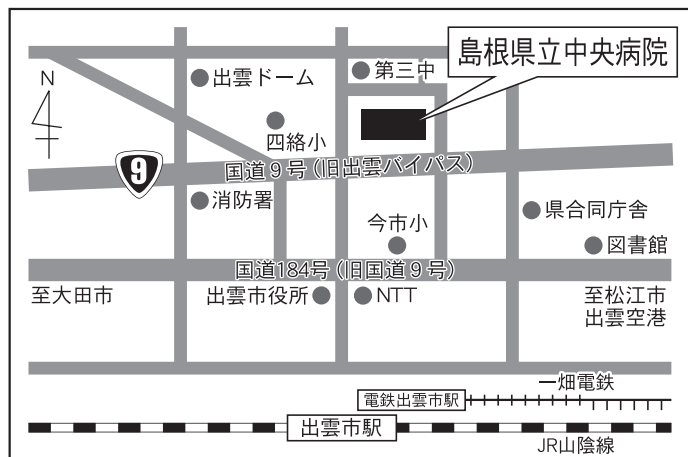 島根県立中央病院
第三中
出雲ドーム
N
四絡小
国道9号(旧出雲バイパス)
9
消防署
今市小
県合同庁舎
図書館
国道184号(旧国道9号)
至大田市
出雲市役所
NTT
至松江市
出雲空港
一畑電鉄
電鉄出雲市駅
出雲市駅
JR山陰線